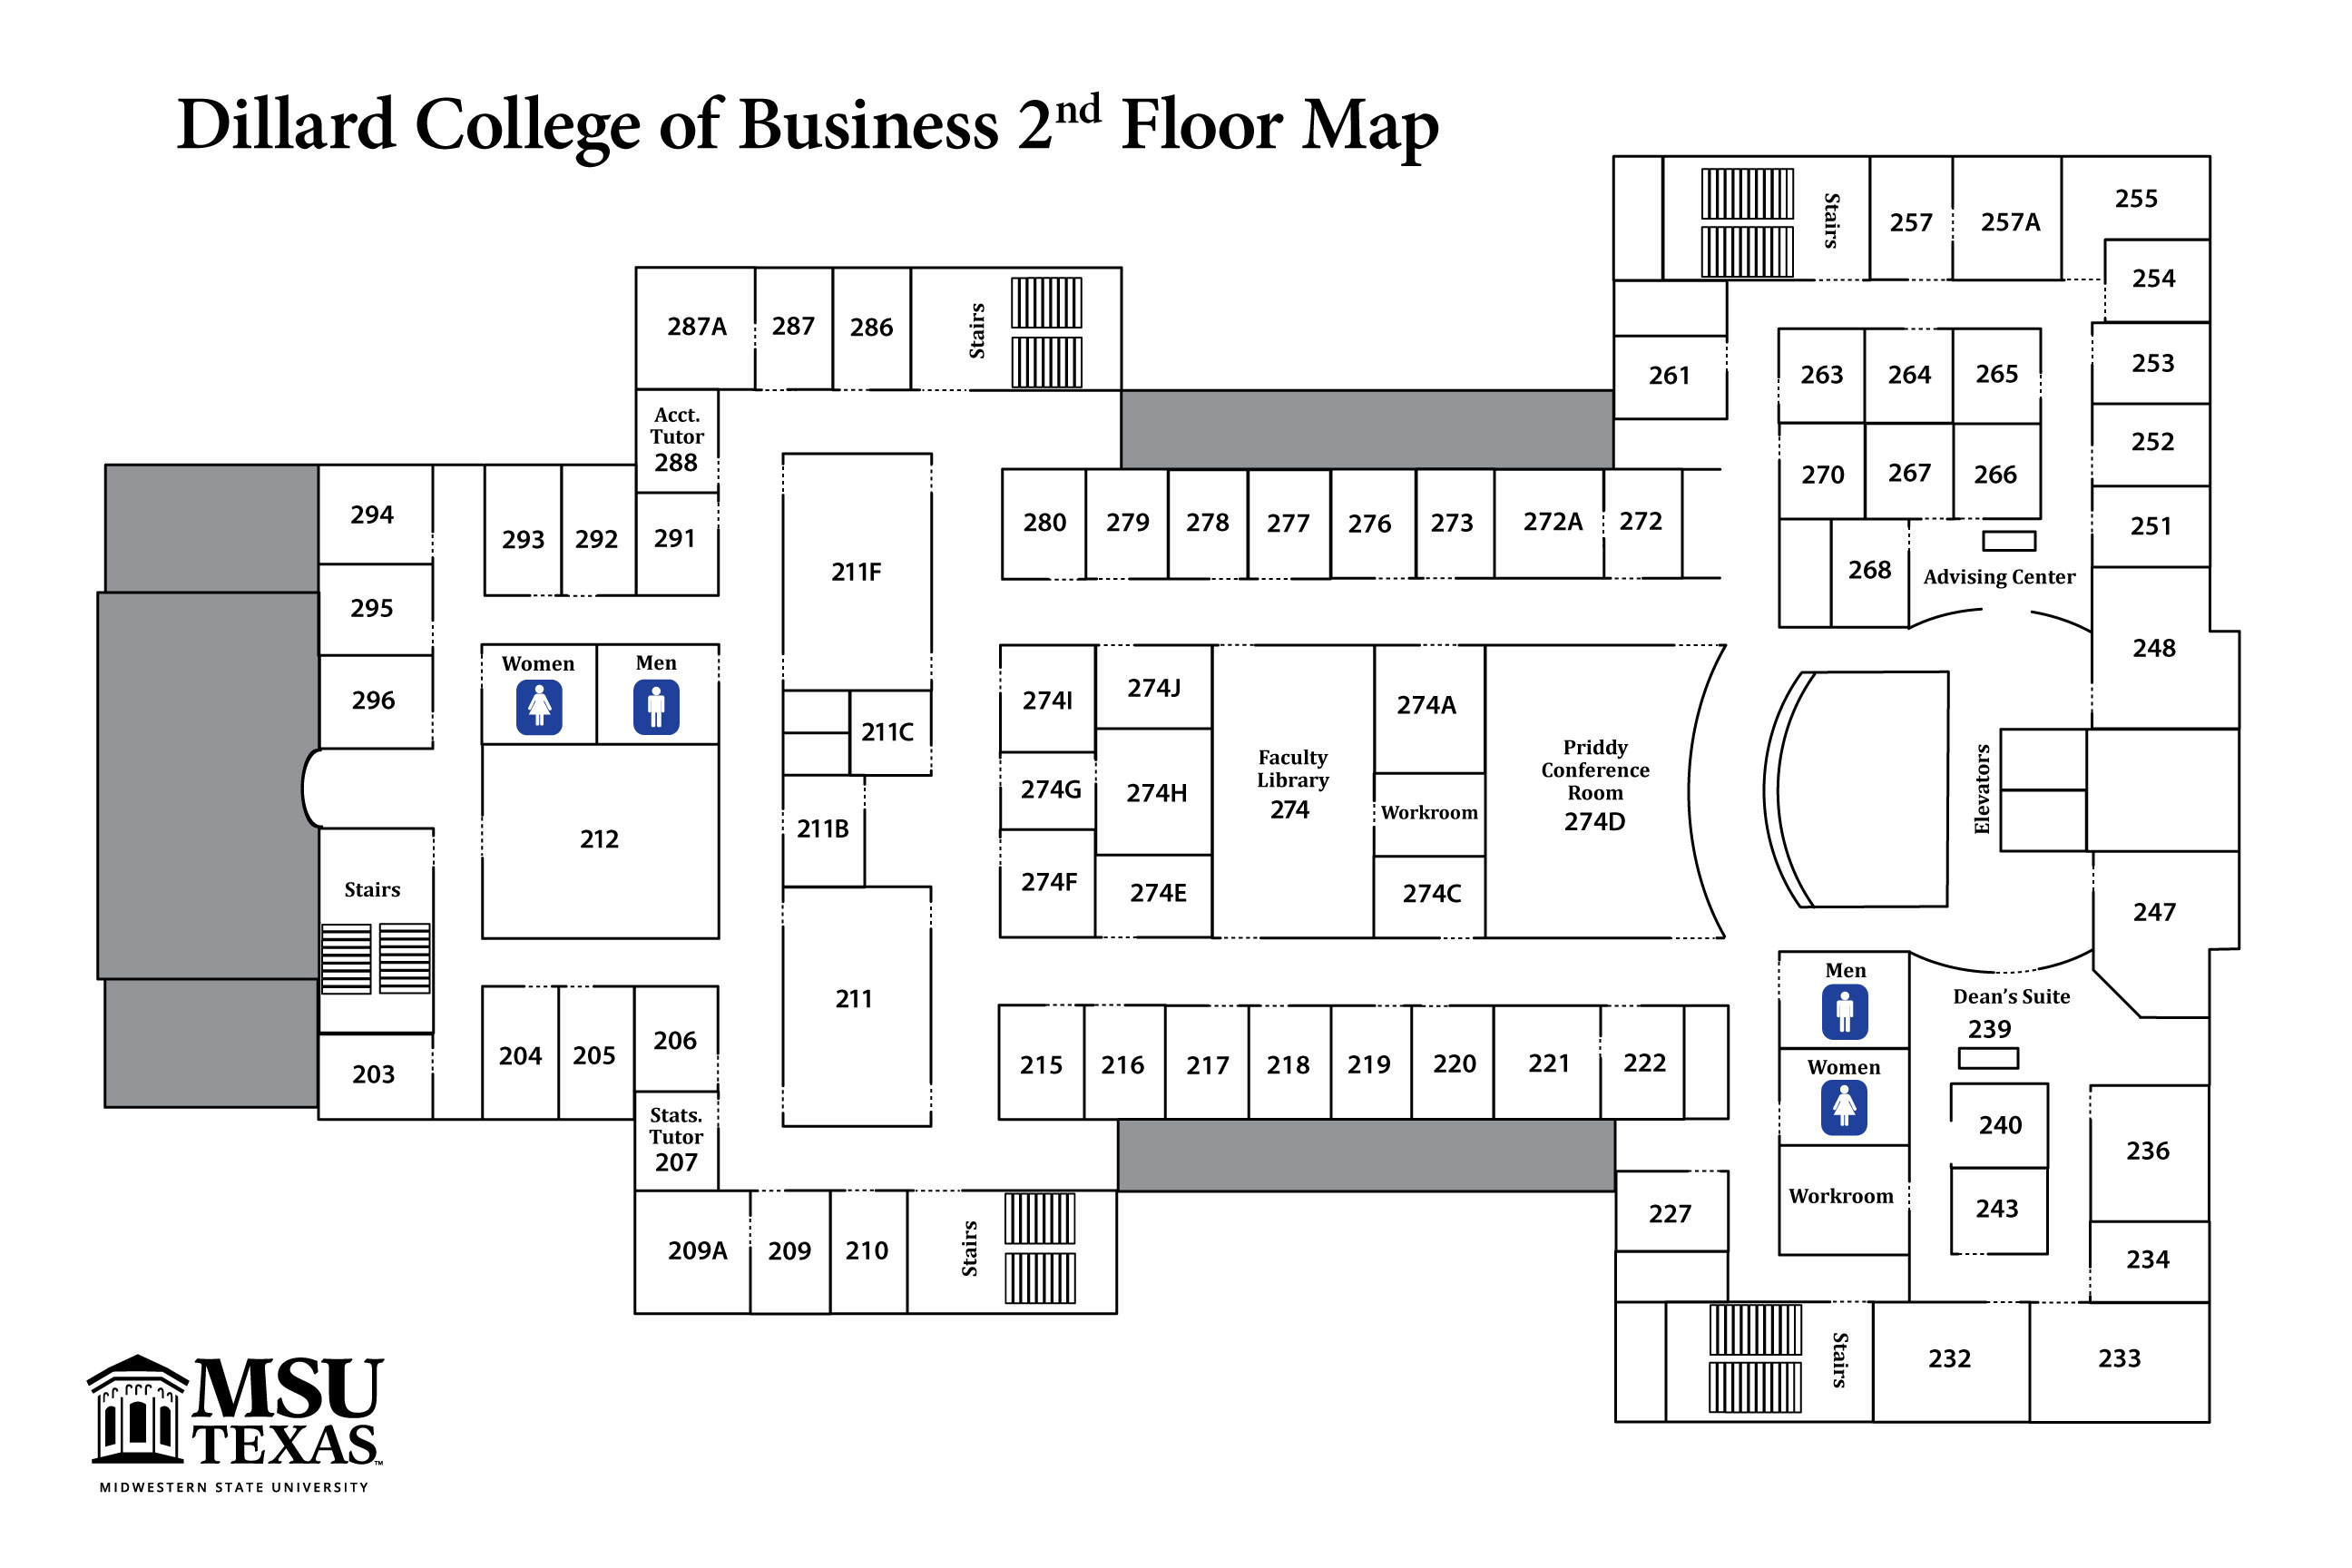 Dillard College of Business 2nd Floor Map
Stairs
257
257A
255
254
287A
287
286
Stairs
261
263
264
265
253
Acct.
Tutor
288
270
267
266
252
294
293
292
291
211F
280
279
278
277
276
273
272A
272
268
Advising Center
251
295
296
Women
Men
211C
274I
274J
274A
248
Faculty
Library
274
Priddy
Conference
Room
274D
Elevators
212
211B
274G
274H
Workroom
Stairs
274F
274E
274C
247
Men
Dean's Suite
239
211
203
204
205
206
215
216
217
218
219
220
221
222
Women
240
236
Stats.
Tutor
207
Workroom
243
227
234
209A
209
210
Stairs
Stairs
232
233
MSU
TEXAS™
MIDWESTERN STATE UNIVERSITY